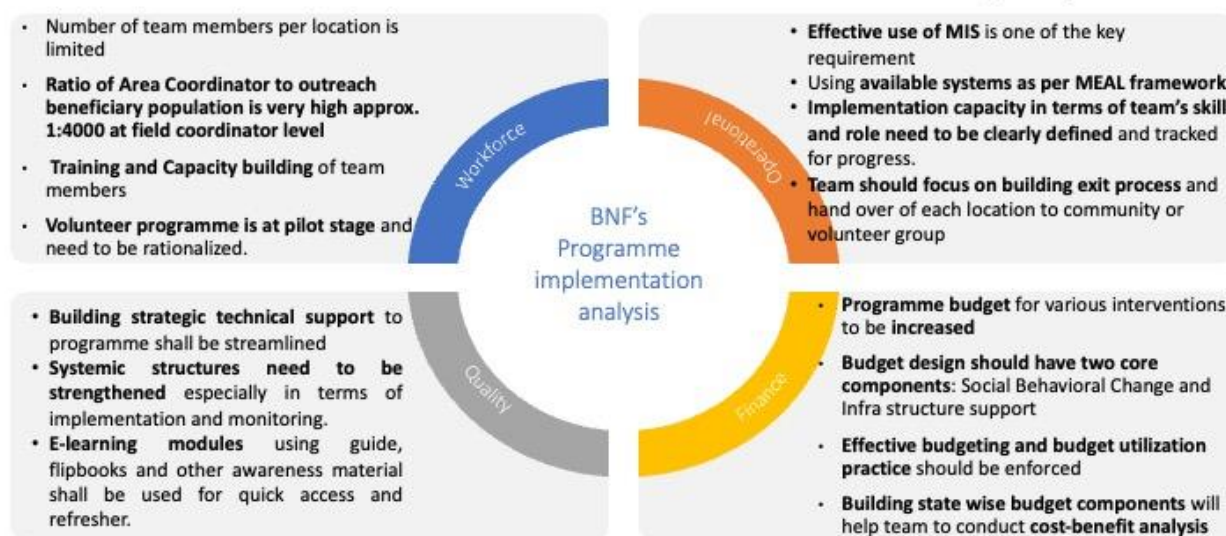 • Number of team members per location is
limited
• Ratio of Area Coordinator to outreach
beneficiary population is very high approx.
1:4000 at field coordinator level
• Training and Capacity building of team
members
• Volunteer programme is at pilot stage and
need to be rationalized.
Workforce
Operational
• Effective use of MIS is one of the key
requirement
• Using available systems as per MEAL framework
• Implementation capacity in terms of team's skill
and role need to be clearly defined and tracked
for progress.
• Team should focus on building exit process and
hand over of each location to community or
volunteer group
BNF's
Programme
implementation
analysis
• Building strategic technical support to
programme shall be streamlined
• Systemic structures need to be
strengthened especially in terms of
implementation and monitoring.
• E-learning modules using guide,
flipbooks and other awareness material
shall be used for quick access and
refresher.
Quality
Finance
• Programme budget for various interventions
to be increased
• Budget design should have two core
components: Social Behavioral Change and
Infra structure support
• Effective budgeting and budget utilization
practice should be enforced
• Building state wise budget components will
help team to conduct cost-benefit analysis